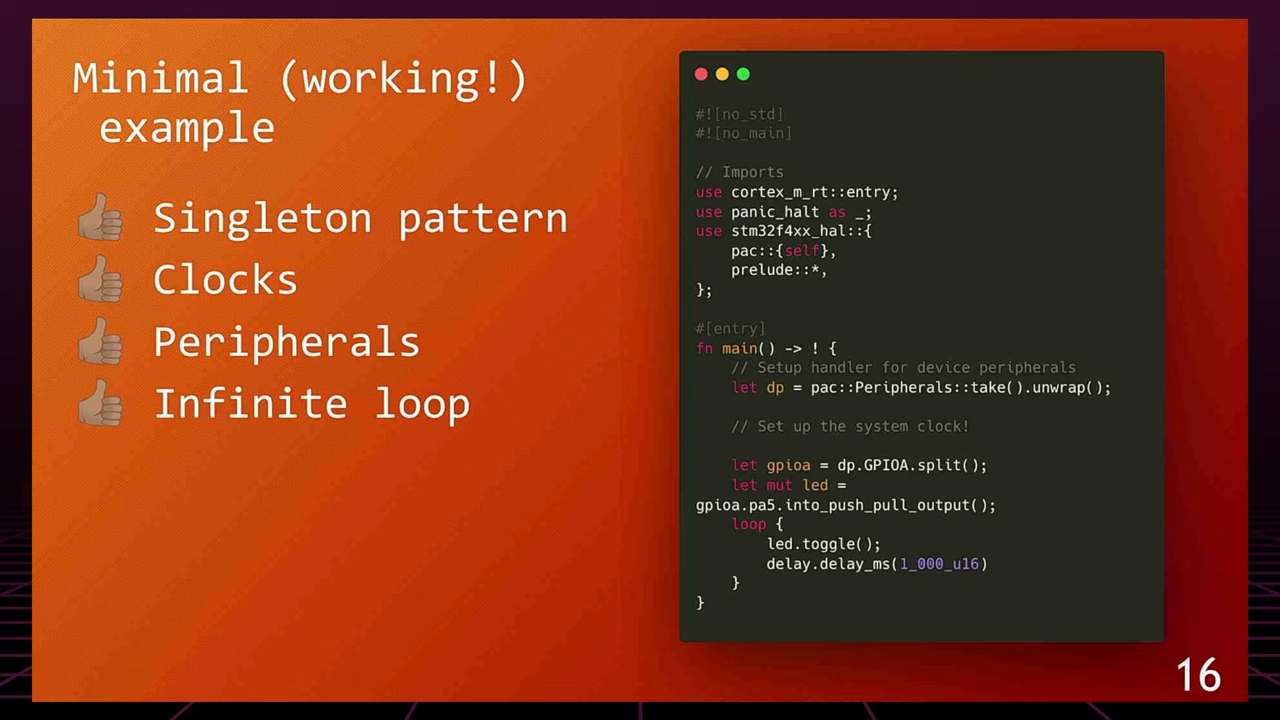 Minimal (working!)
example
Singleton pattern
Clocks
Peripherals
Infinite loop
#![no_std]
#![no_main]
// Imports
use cortex_m_rt::entry;
use panic_halt as _;
use stm32f4xx_hal::{
    pac::{self},
    prelude::*,
};
#[entry]
fn main() -> ! {
    // Setup handler for device peripherals
    let dp = pac::Peripherals::take().unwrap();
    // Set up the system clock!
    let gpioa = dp.GPIOA.split();
    let mut led =
gpioa.pa5.into_push_pull_output();
    loop {
        led.toggle();
        delay.delay_ms(1_000_u16)
    }
}
16